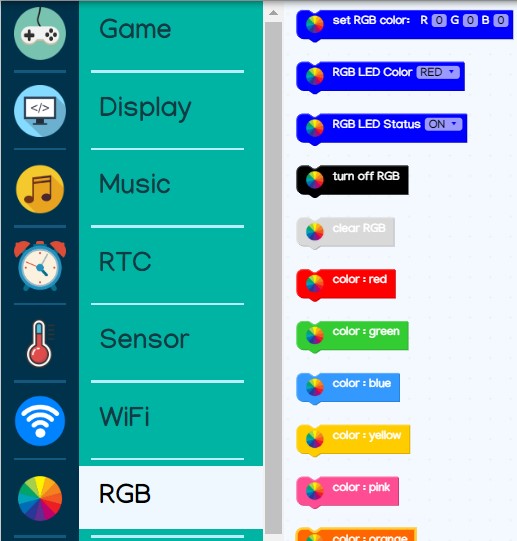 Game
Display
</>
Music
RTC
Sensor
WiFi
RGB
set RGB color: R 0 G 0 B 0
RGB LED Color RED
RGB LED Status ON
turn off RGB
clear RGB
color : red
color : green
color : blue
color : yellow
color : pink
color : orange